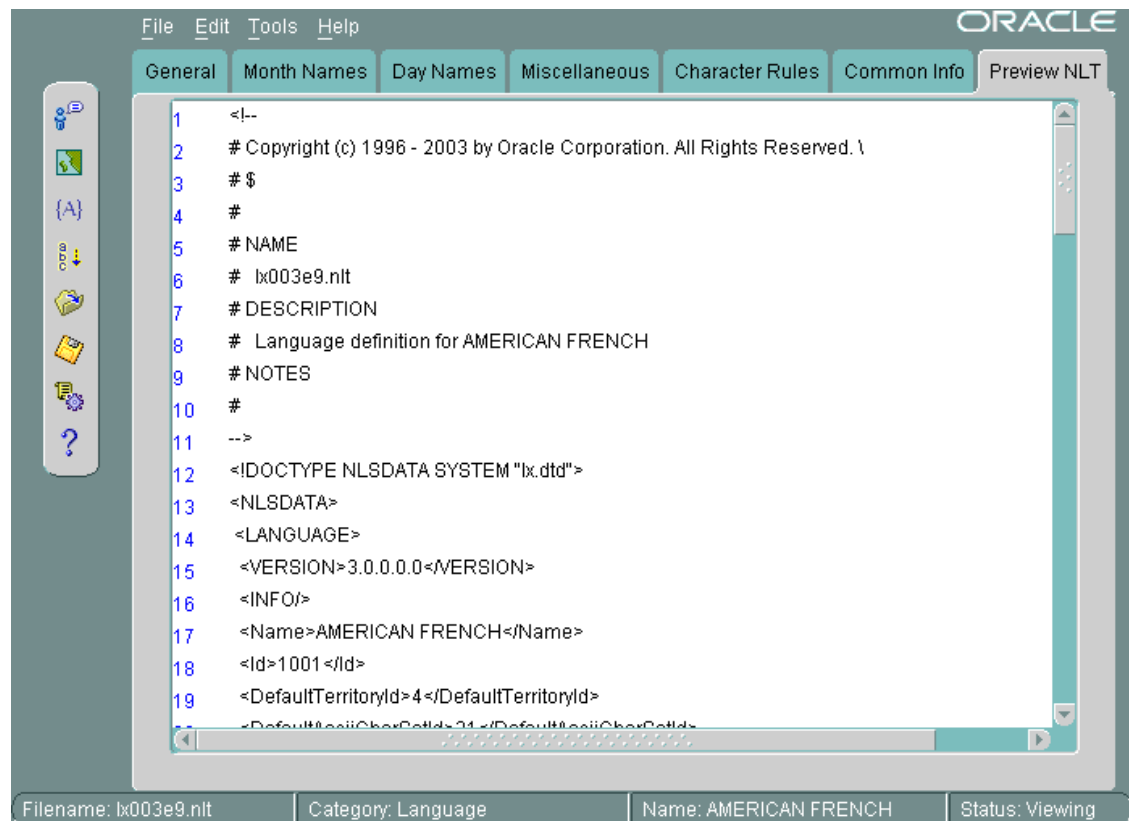 File Edit Tools Help
ORACLE
General Month Names Day Names Miscellaneous Character Rules Common Info Preview NLT
{A}
a
b
c
?
1 <!--
2 # Copyright (c) 1996 - 2003 by Oracle Corporation. All Rights Reserved. \
3 # $
4 #
5 # NAME
6 #   lx003e9.nlt
7 # DESCRIPTION
8 #   Language definition for AMERICAN FRENCH
9 # NOTES
10 #
11 -->
12 <!DOCTYPE NLSDATA SYSTEM "lx.dtd">
13 <NLSDATA>
14 <LANGUAGE>
15 <VERSION>3.0.0.0.0</VERSION>
16 <INFO/>
17 <Name>AMERICAN FRENCH</Name>
18 <Id>1001</Id>
19 <DefaultTerritoryId>4</DefaultTerritoryId>
Filename: lx003e9.nlt Category: Language Name: AMERICAN FRENCH Status: Viewing